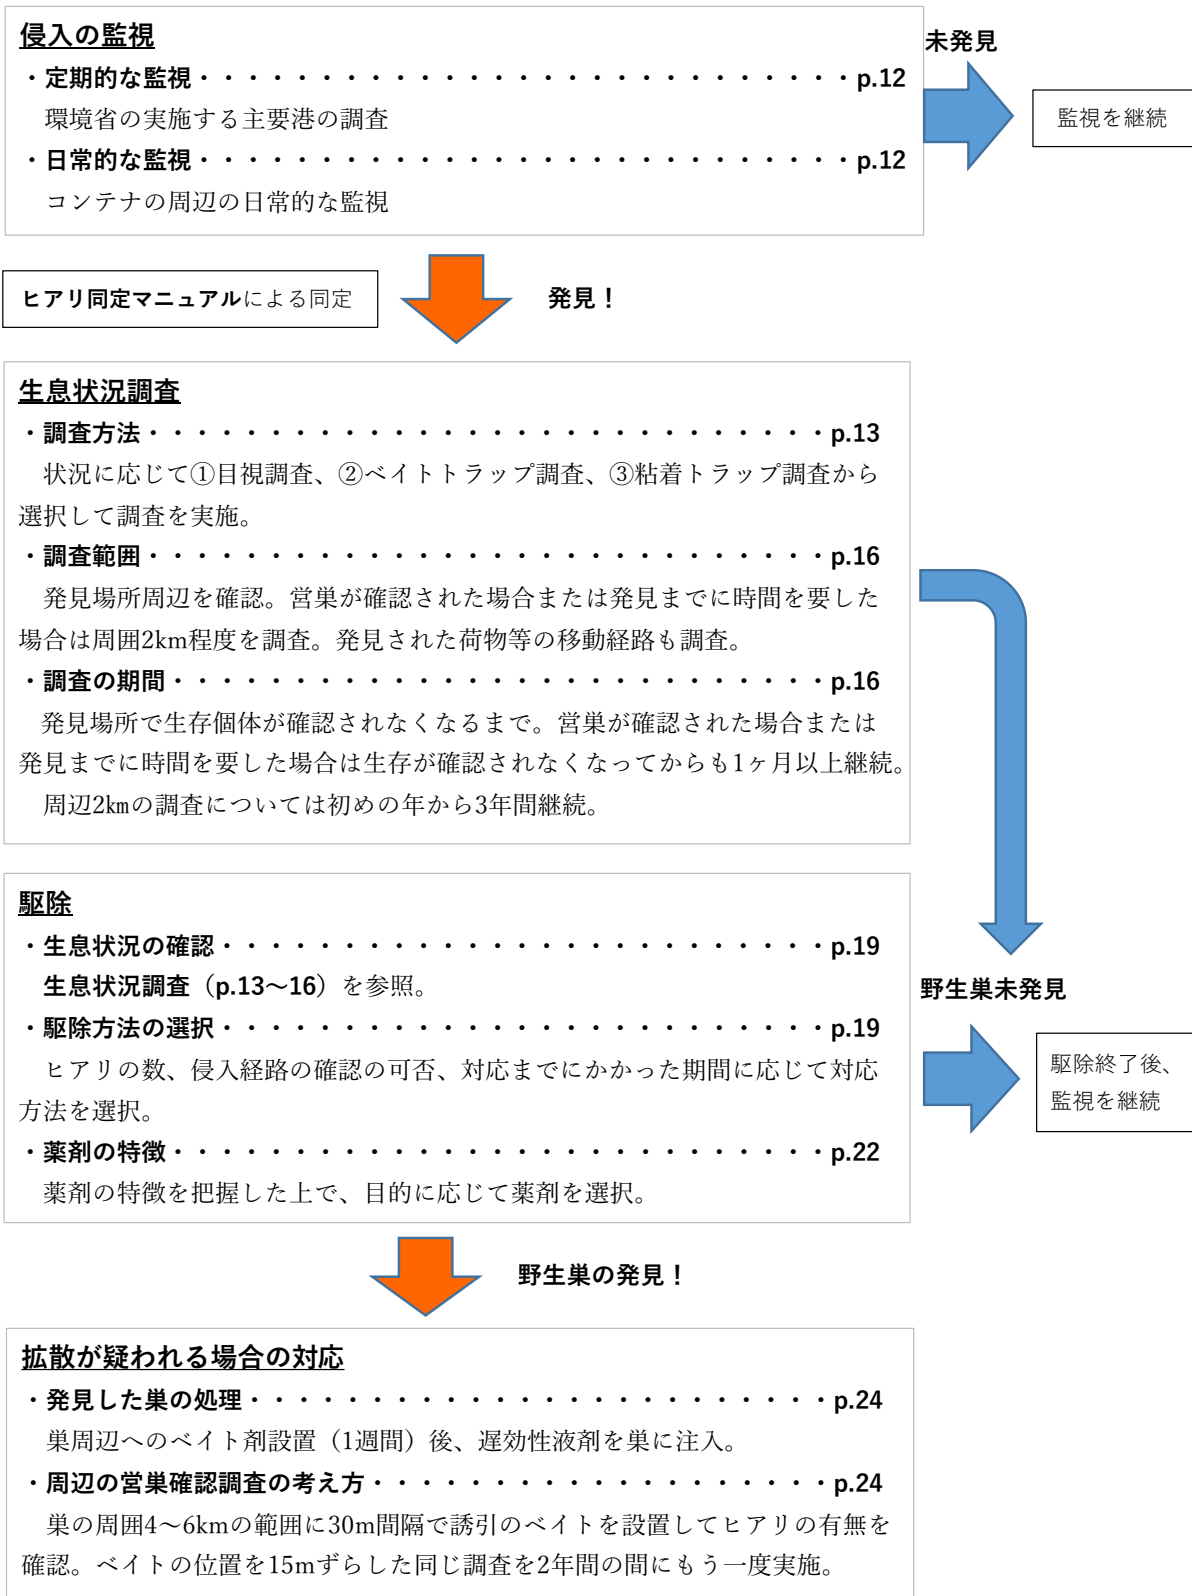 侵入の監視
・定期的な監視・・・・・・・・・・・・・・・・・・・・・・・・・・p.12
環境省の実施する主要港の調査
・日常的な監視・・・・・・・・・・・・・・・・・・・・・・・・・・p.12
コンテナの周辺の日常的な監視
未発見
監視を継続
ヒアリ同定マニュアルによる同定
発見！
生息状況調査
・調査方法・・・・・・・・・・・・・・・・・・・・・・・・・・・p.13
状況に応じて①目視調査、②ベイトトラップ調査、③粘着トラップ調査から
選択して調査を実施。
・調査範囲・・・・・・・・・・・・・・・・・・・・・・・・・・・p.16
発見場所周辺を確認。営巣が確認された場合または発見までに時間を要した
場合は周囲2km程度を調査。発見された荷物等の移動経路も調査。
・調査の期間・・・・・・・・・・・・・・・・・・・・・・・・・・p.16
発見場所で生存個体が確認されなくなるまで。営巣が確認された場合または
発見までに時間を要した場合は生存が確認されなくなってからも1ヶ月以上継続。
周辺2㎞の調査については初めの年から3年間継続。
駆除
・生息状況の確認・・・・・・・・・・・・・・・・・・・・・・・・p.19
生息状況調査（p.13～16）を参照。
・駆除方法の選択・・・・・・・・・・・・・・・・・・・・・・・・p.19
ヒアリの数、侵入経路の確認の可否、対応までにかかった期間に応じて対応
方法を選択。
・薬剤の特徴・・・・・・・・・・・・・・・・・・・・・・・・・・p.22
薬剤の特徴を把握した上で、目的に応じて薬剤を選択。
野生巣未発見
駆除終了後、
監視を継続
野生巣の発見！
拡散が疑われる場合の対応
・発見した巣の処理・・・・・・・・・・・・・・・・・・・・・・・p.24
巣周辺へのベイト剤設置（1週間）後、遅効性液剤を巣に注入。
・周辺の営巣確認調査の考え方・・・・・・・・・・・・・・・・・・p.24
巣の周囲4～6kmの範囲に30m間隔で誘引のベイトを設置してヒアリの有無を
確認。ベイトの位置を15mずらした同じ調査を2年間の間にもう一度実施。